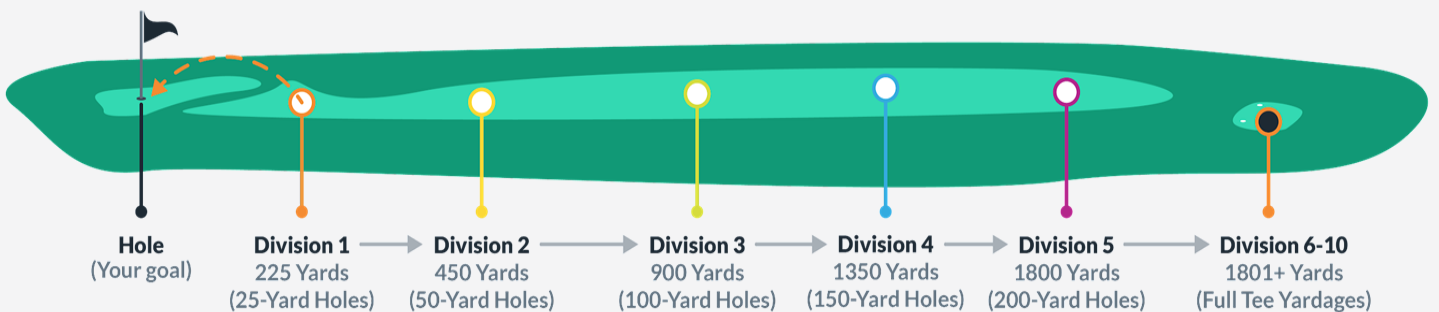 Hole
(Your goal)
Division 1
225 Yards
(25-Yard Holes)
Division 2
450 Yards
(50-Yard Holes)
Division 3
900 Yards
(100-Yard Holes)
Division 4
1350 Yards
(150-Yard Holes)
Division 5
1800 Yards
(200-Yard Holes)
Division 6-10
1801+ Yards
(Full Tee Yardages)